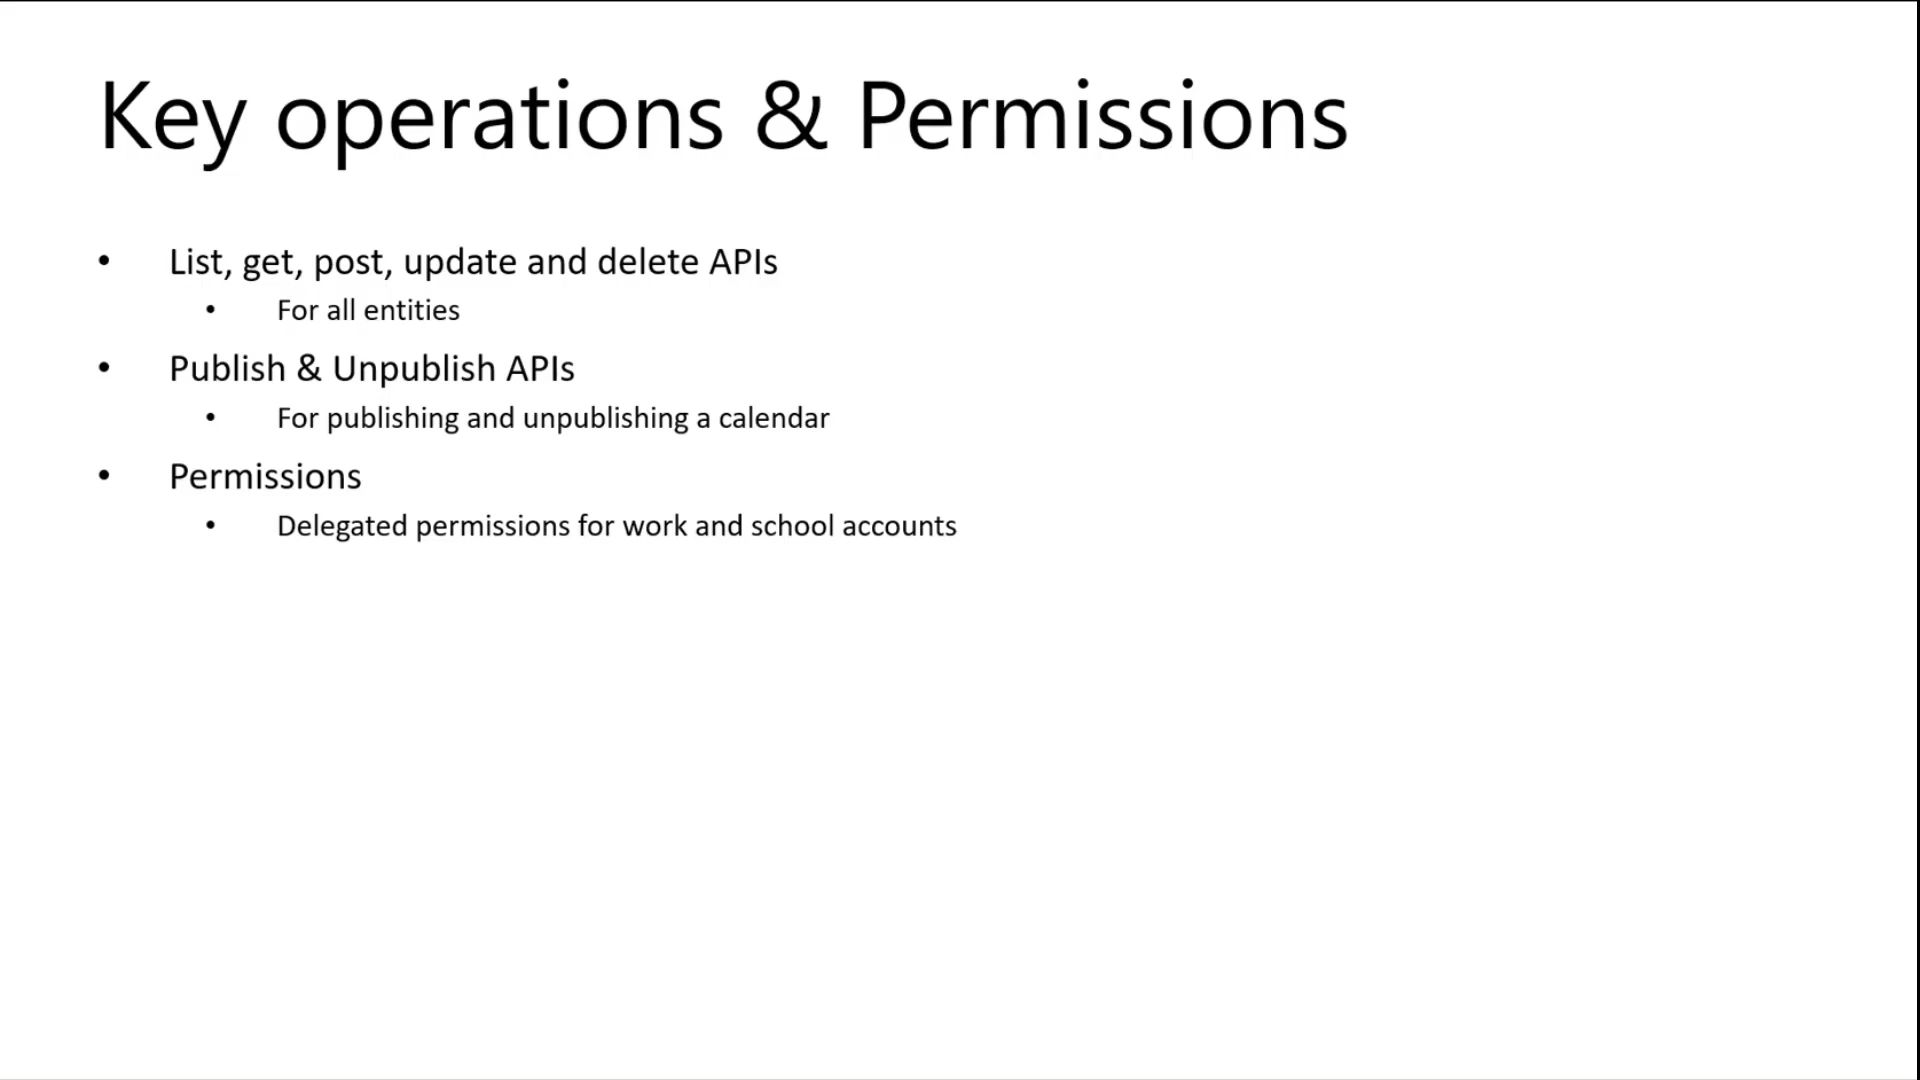 Key operations & Permissions
• List, get, post, update and delete APIs
• For all entities
• Publish & Unpublish APIs
• For publishing and unpublishing a calendar
• Permissions
• Delegated permissions for work and school accounts